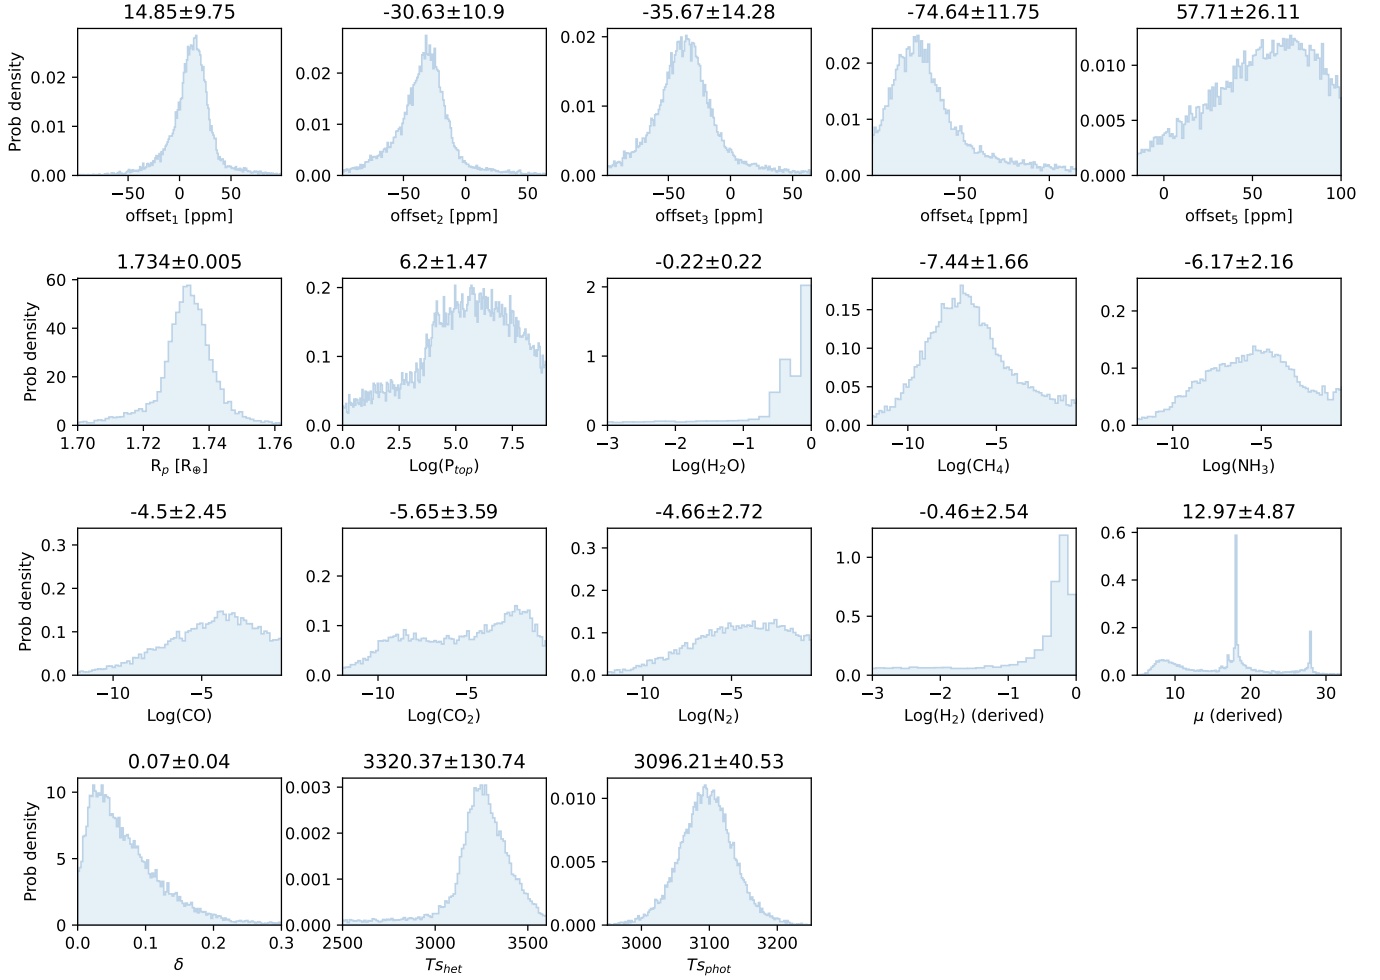 14.85±9.75
-30.63±10.9
-35.67±14.28
-74.64±11.75
57.71±26.11
Prob density
0.00 0.01 0.02
0.00 0.01 0.02
0.00 0.01 0.02
0.00 0.01 0.02
0.000 0.005 0.010
−50 0 50
−50 0 50
−50 0 50
−50 0
0 50 100
offset₁ [ppm]
offset₂ [ppm]
offset₃ [ppm]
offset₄ [ppm]
offset₅ [ppm]
1.734±0.005
6.2±1.47
-0.22±0.22
-7.44±1.66
-6.17±2.16
Prob density
0 20 40 60
0.0 0.1 0.2
0 1 2
0.00 0.05 0.10 0.15
0.0 0.1 0.2
1.70 1.72 1.74 1.76
0.0 2.5 5.0 7.5
−3 −2 −1 0
−10 −5
−10 −5
Rₚ [R⊕]
Log(P_top)
Log(H₂O)
Log(CH₄)
Log(NH₃)
-4.5±2.45
-5.65±3.59
-4.66±2.72
-0.46±2.54
12.97±4.87
Prob density
0.0 0.1 0.2 0.3
0.0 0.1 0.2
0.0 0.1 0.2 0.3
0.0 0.5 1.0
0.0 0.2 0.4 0.6
−10 −5
−10 −5
−10 −5
−3 −2 −1 0
10 20 30
Log(CO)
Log(CO₂)
Log(N₂)
Log(H₂) (derived)
μ (derived)
0.07±0.04
3320.37±130.74
3096.21±40.53
Prob density
0 5 10
0.000 0.001 0.002 0.003
0.000 0.005 0.010
0.0 0.1 0.2 0.3
2500 3000 3500
3000 3100 3200
δ
Ts_het
Ts_phot